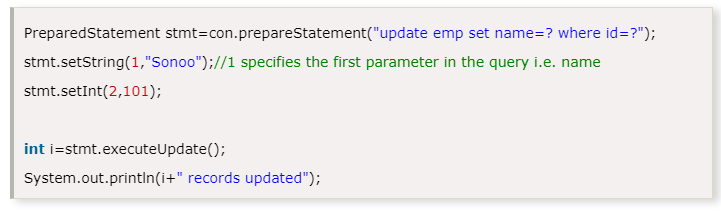 PreparedStatement stmt=con.prepareStatement("update emp set name=? where id=?");
stmt.setString(1,"Sonoo");//1 specifies the first parameter in the query i.e. name
stmt.setInt(2,101);
int i=stmt.executeUpdate();
System.out.println(i+" records updated");